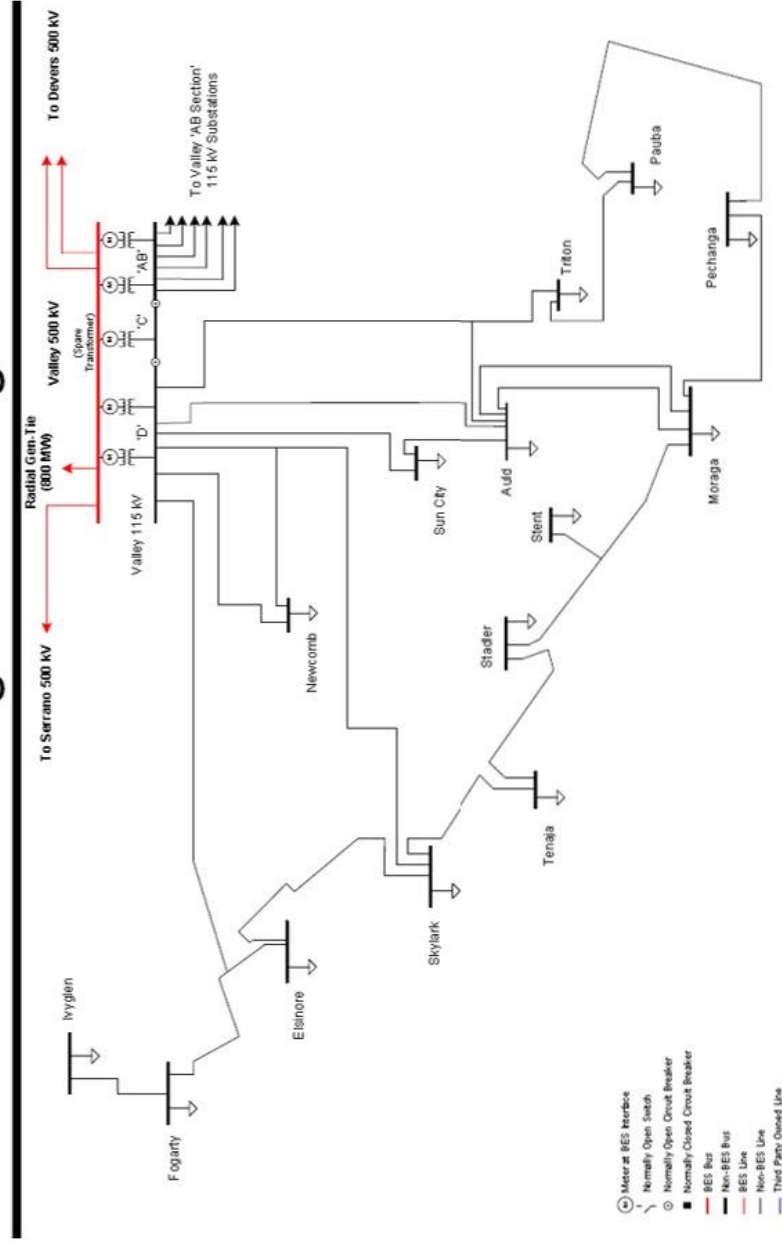 To Serrano 500 kV
Radial Gen-Tie
(800 MW)
Valley 500 kV
(Spare
Transformer)
To Devers 500 kV
Valley 115 kV
'D'
'C'
'AB'
To Valley 'AB Section'
115 kV Substations
Ivyglen
Fogarty
Elsinore
Newcomb
Skylark
Tenaja
Stadler
Stent
Sun City
Auld
Moraga
Triton
Pauba
Pechanga
Meter at BES Interface
Normally Open Switch
Normally Open Circuit Breaker
Normally Closed Circuit Breaker
BES Bus
Non-BES Bus
BES Line
Non-BES Line
Third Party Owned Line